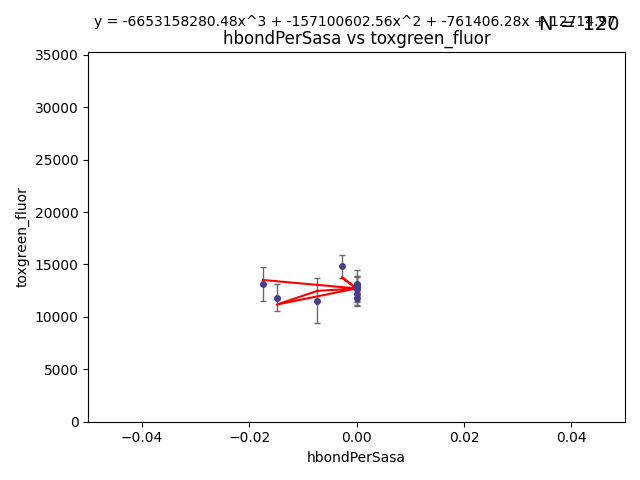 y = -6653158280.48x^3 + -157100602.56x^2 + -761406.28x + 12714.97
N = 120
hbondPerSasa vs toxgreen_fluor
35000
30000
25000
20000
15000
10000
5000
0
toxgreen_fluor
−0.04
−0.02
0.00
0.02
0.04
hbondPerSasa